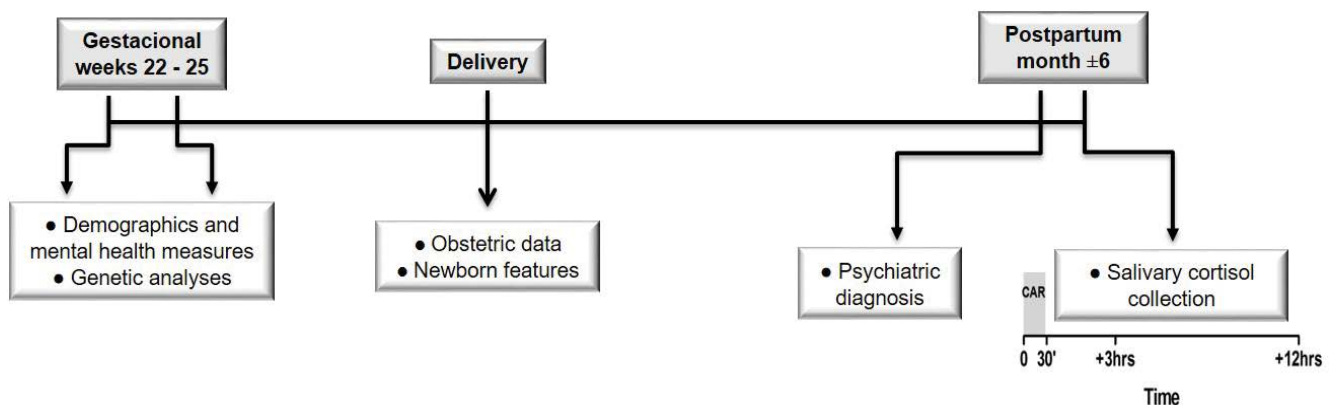 Gestacional
weeks 22 - 25
Delivery
Postpartum
month ±6
● Demographics and
mental health measures
● Genetic analyses
● Obstetric data
● Newborn features
● Psychiatric
diagnosis
CAR
● Salivary cortisol
collection
0 30' +3hrs +12hrs
Time